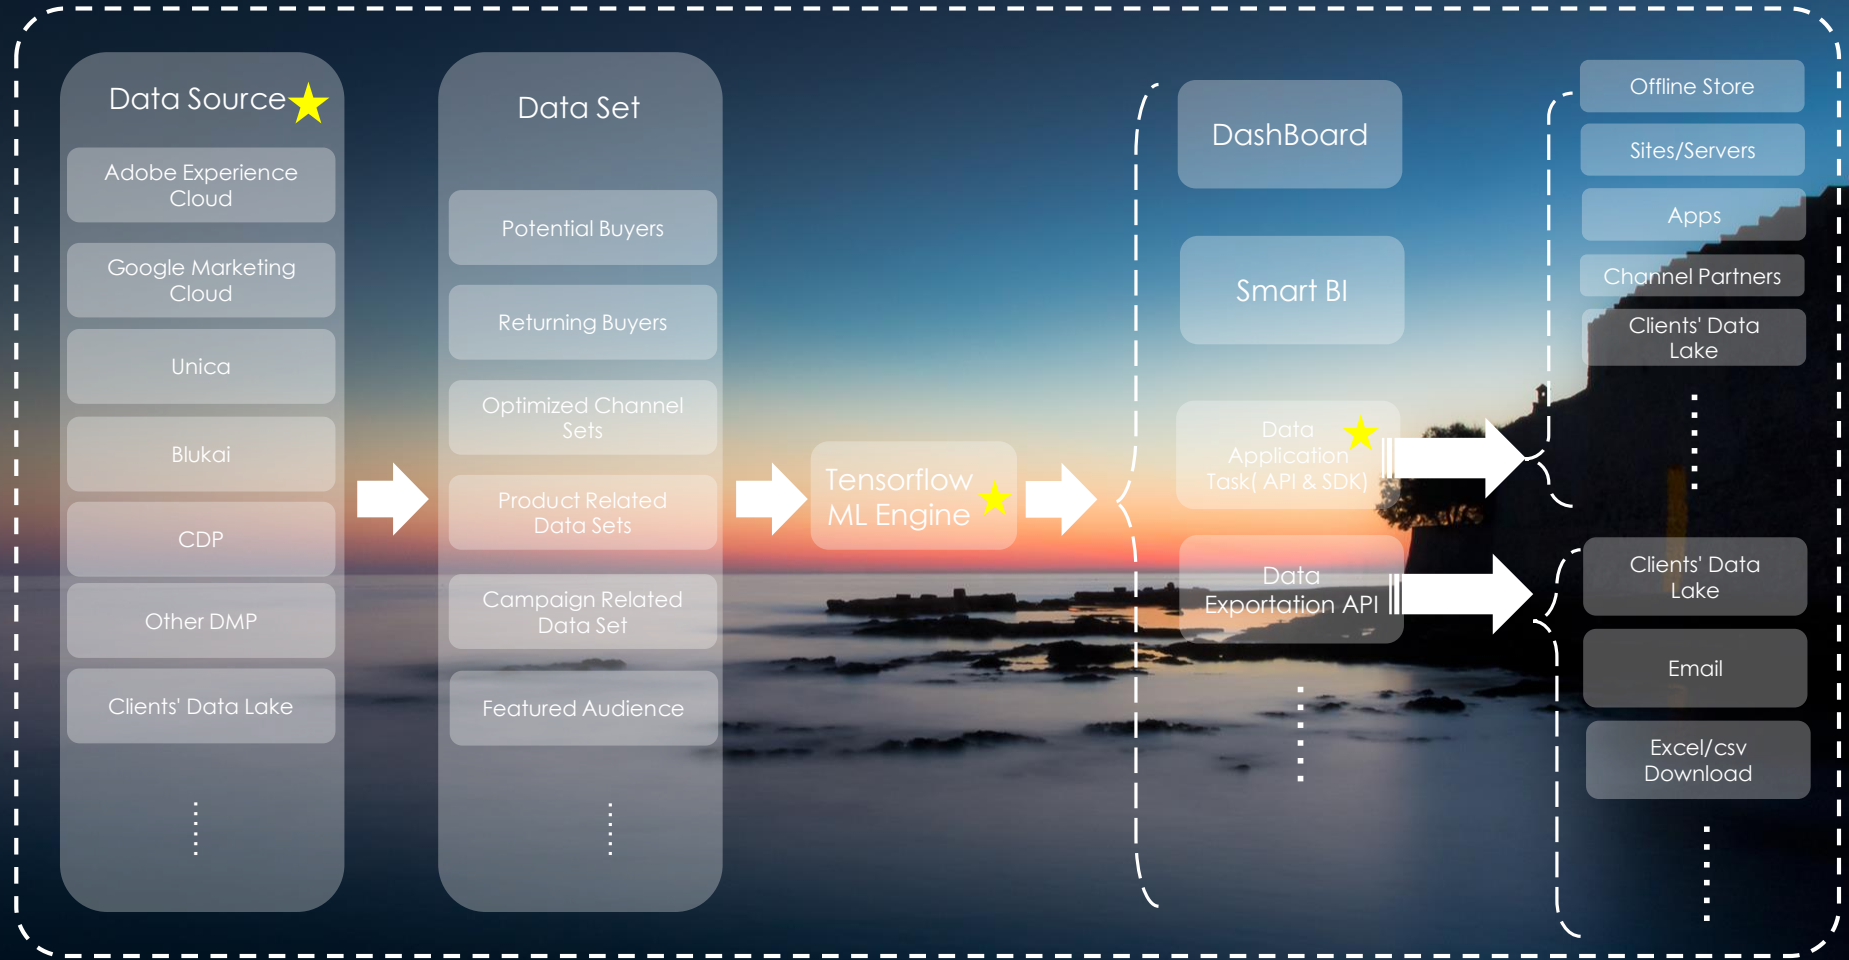 Data Source
Adobe Experience
Cloud
Google Marketing
Cloud
Unica
Blukai
CDP
Other DMP
Clients' Data Lake
Data Set
Potential Buyers
Returning Buyers
Optimized Channel
Sets
Product Related
Data Sets
Campaign Related
Data Set
Featured Audience
Tensorflow
ML Engine
DashBoard
Smart BI
Data
Application
Task( API & SDK)
Data
Exportation API
Offline Store
Sites/Servers
Apps
Channel Partners
Clients' Data
Lake
Clients' Data
Lake
Email
Excel/csv
Download